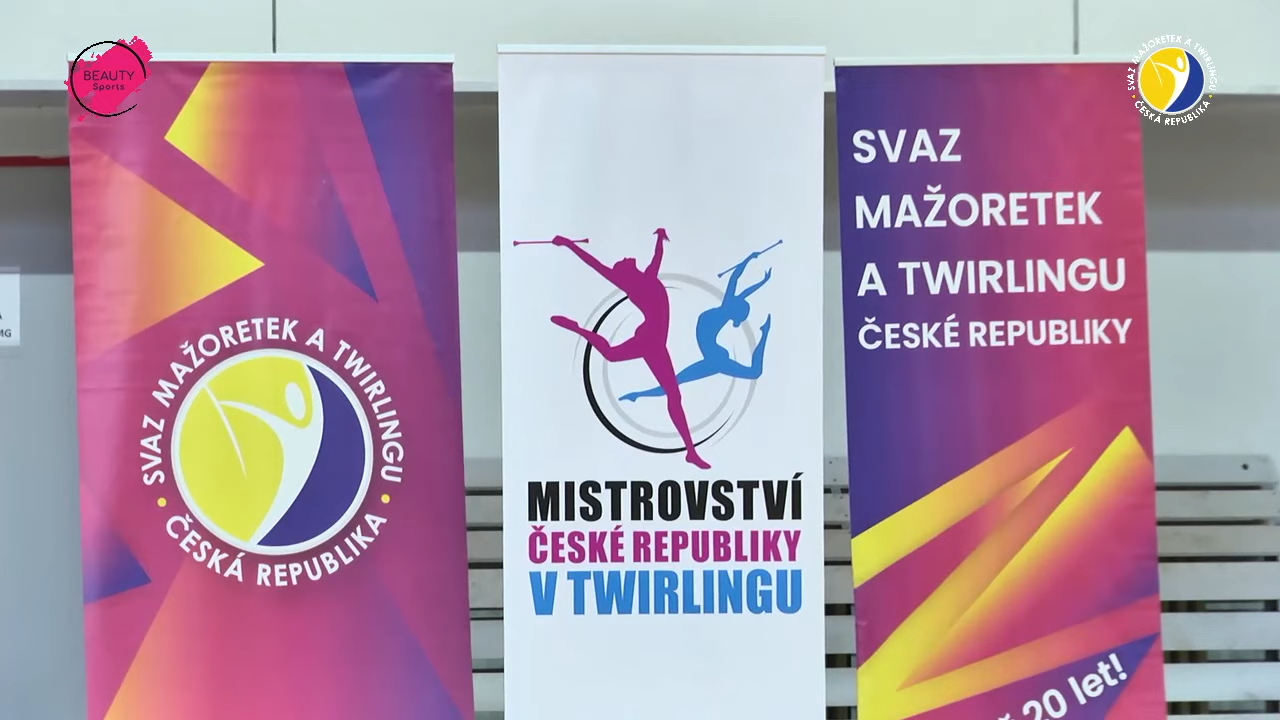 BEAUTY
Sports
SVAZ MAŽORETEK A TWIRLINGU
ČESKÁ REPUBLIKA
SVAZ MAŽORETEK A TWIRLINGU
• ČESKÁ REPUBLIKA •
MISTROVSTVÍ
ČESKÉ REPUBLIKY
V TWIRLINGU
SVAZ
MAŽORETEK
A TWIRLINGU
ČESKÉ REPUBLIKY
20 let!